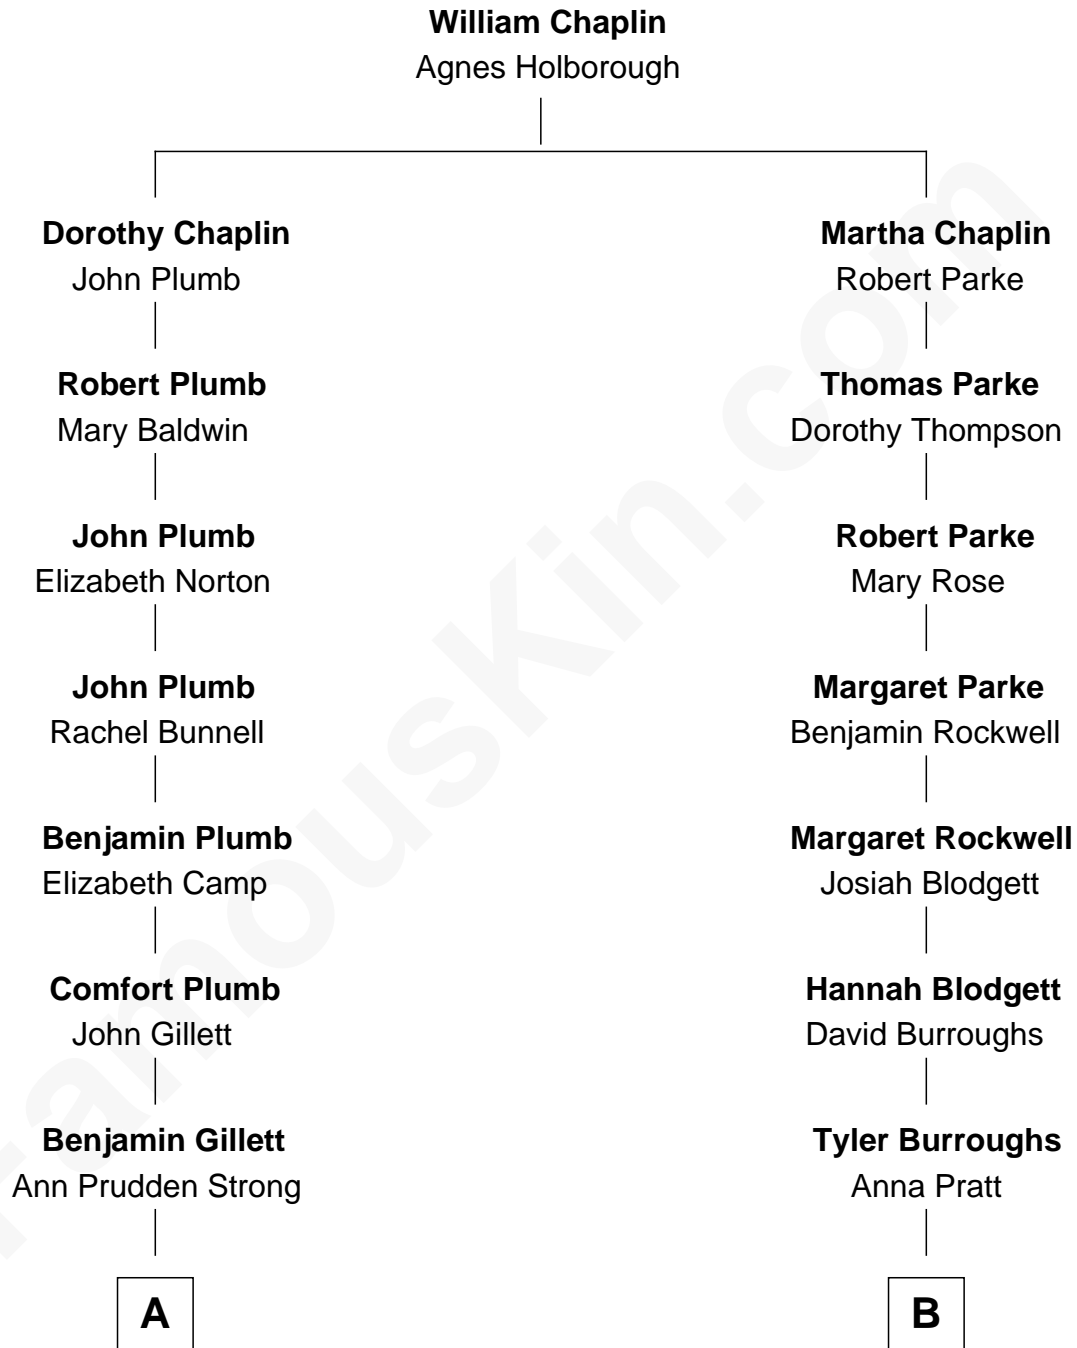 William Chaplin
Agnes Holborough
Dorothy Chaplin
John Plumb
Martha Chaplin
Robert Parke
Robert Plumb
Mary Baldwin
Thomas Parke
Dorothy Thompson
John Plumb
Elizabeth Norton
Robert Parke
Mary Rose
John Plumb
Rachel Bunnell
Margaret Parke
Benjamin Rockwell
Benjamin Plumb
Elizabeth Camp
Margaret Rockwell
Josiah Blodgett
Comfort Plumb
John Gillett
Hannah Blodgett
David Burroughs
Benjamin Gillett
Ann Prudden Strong
Tyler Burroughs
Anna Pratt
A
B
FamousKin.com